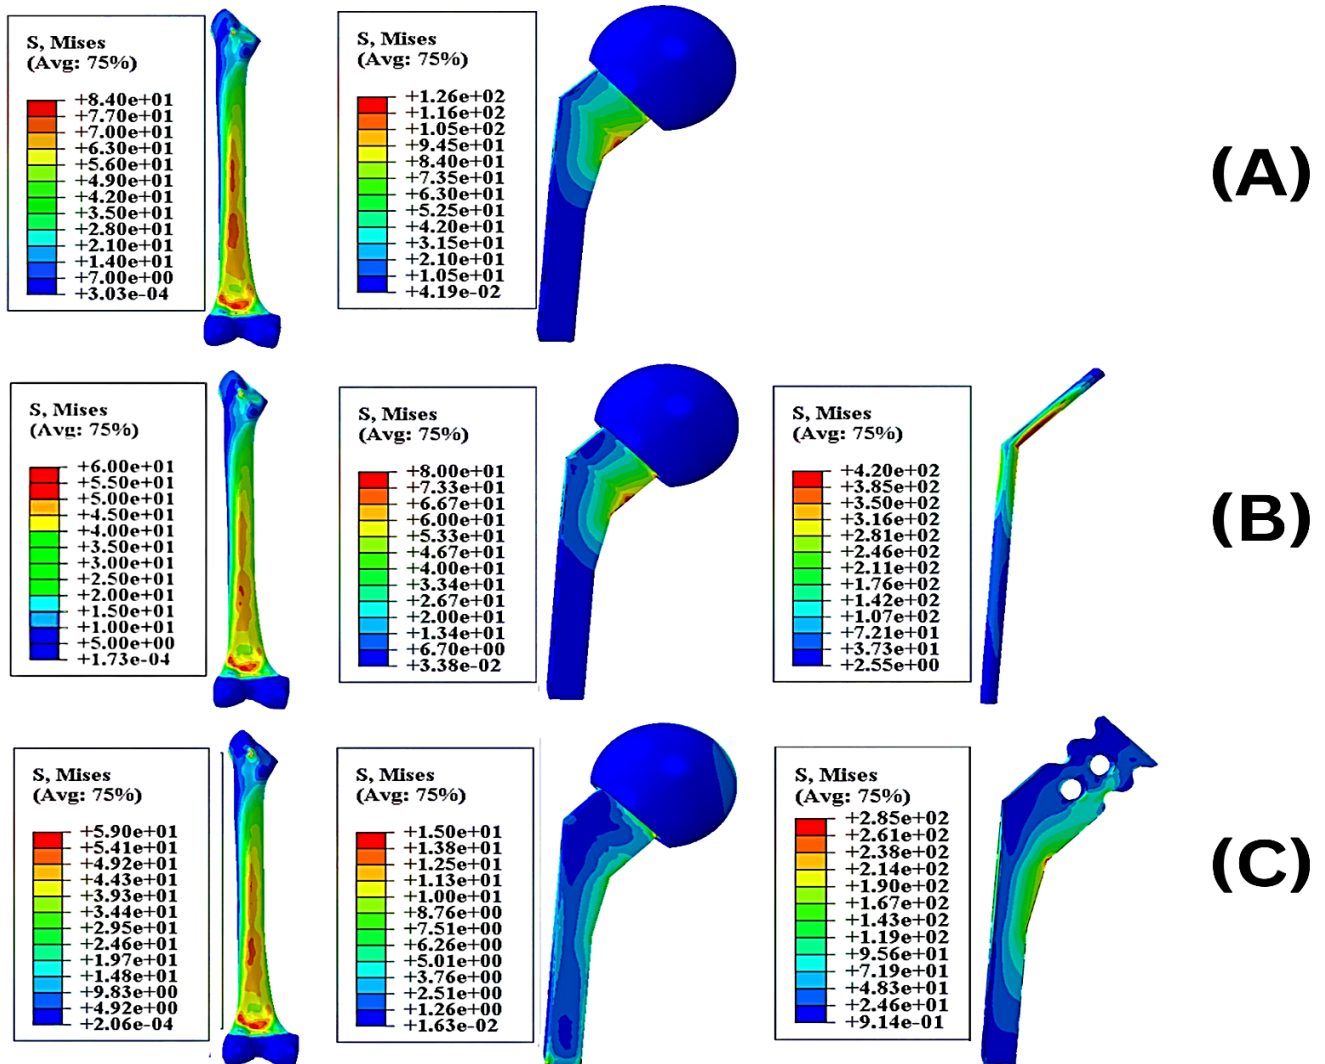 S, Mises
(Avg: 75%)
+8.40e+01
+7.70e+01
+7.00e+01
+6.30e+01
+5.60e+01
+4.90e+01
+4.20e+01
+3.50e+01
+2.80e+01
+2.10e+01
+1.40e+01
+7.00e+00
+3.03e-04
S, Mises
(Avg: 75%)
+1.26e+02
+1.16e+02
+1.05e+02
+9.45e+01
+8.40e+01
+7.35e+01
+6.30e+01
+5.25e+01
+4.20e+01
+3.15e+01
+2.10e+01
+1.05e+01
+4.19e-02
(A)
S, Mises
(Avg: 75%)
+6.00e+01
+5.50e+01
+5.00e+01
+4.50e+01
+4.00e+01
+3.50e+01
+3.00e+01
+2.50e+01
+2.00e+01
+1.50e+01
+1.00e+01
+5.00e+00
+1.73e-04
S, Mises
(Avg: 75%)
+8.00e+01
+7.33e+01
+6.67e+01
+6.00e+01
+5.33e+01
+4.67e+01
+4.00e+01
+3.34e+01
+2.67e+01
+2.00e+01
+1.34e+01
+6.70e+00
+3.38e-02
S, Mises
(Avg: 75%)
+4.20e+02
+3.85e+02
+3.50e+02
+3.16e+02
+2.81e+02
+2.46e+02
+2.11e+02
+1.76e+02
+1.42e+02
+1.07e+02
+7.21e+01
+3.73e+01
+2.55e+00
(B)
S, Mises
(Avg: 75%)
+5.90e+01
+5.41e+01
+4.92e+01
+4.43e+01
+3.93e+01
+3.44e+01
+2.95e+01
+2.46e+01
+1.97e+01
+1.48e+01
+9.83e+00
+4.92e+00
+2.06e-04
S, Mises
(Avg: 75%)
+1.50e+01
+1.38e+01
+1.25e+01
+1.13e+01
+1.00e+01
+8.76e+00
+7.51e+00
+6.26e+00
+5.01e+00
+3.76e+00
+2.51e+00
+1.26e+00
+1.63e-02
S, Mises
(Avg: 75%)
+2.85e+02
+2.61e+02
+2.38e+02
+2.14e+02
+1.90e+02
+1.67e+02
+1.43e+02
+1.19e+02
+9.56e+01
+7.19e+01
+4.83e+01
+2.46e+01
+9.14e-01
(C)